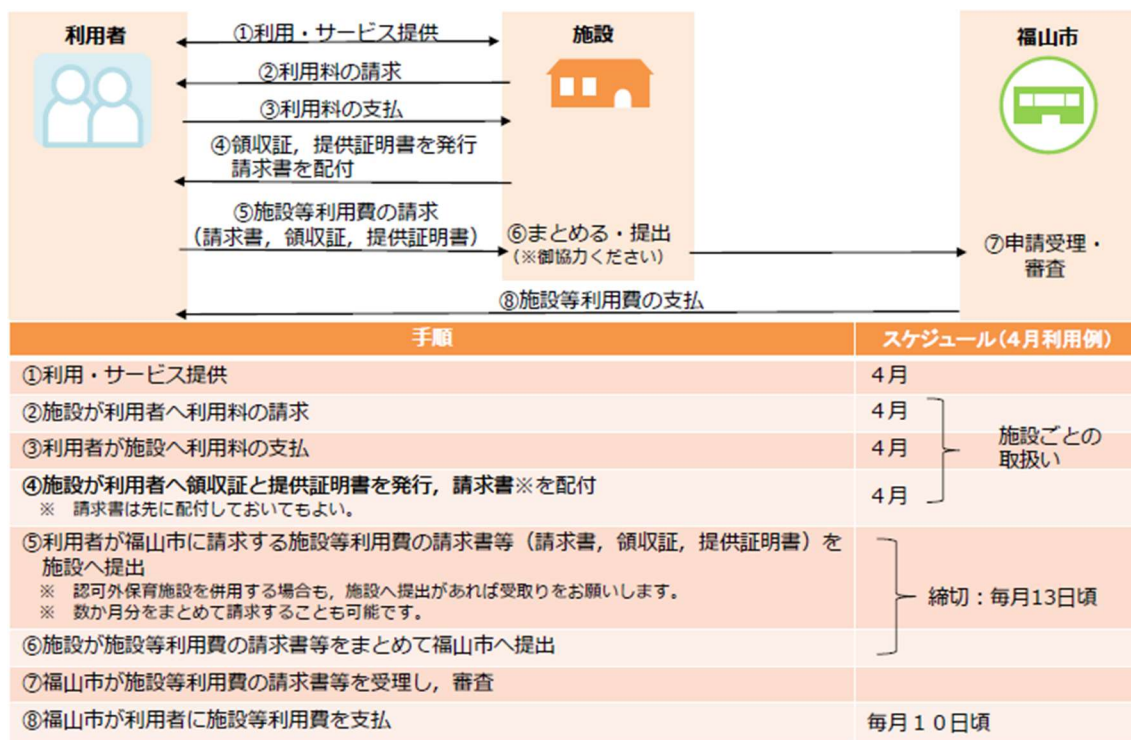 利用者
①利用・サービス提供
施設
福山市
②利用料の請求
③利用料の支払
④領収証，提供証明書を発行
請求書を配付
⑤施設等利用費の請求
（請求書，領収証，提供証明書）
⑥まとめる・提出
（※御協力ください）
⑦申請受理・
審査
⑧施設等利用費の支払
手順
スケジュール（４月利用例）
①利用・サービス提供
４月
②施設が利用者へ利用料の請求
４月
③利用者が施設へ利用料の支払
４月
施設ごとの
取扱い
④施設が利用者へ領収証と提供証明書を発行，請求書※を配付
※　請求書は先に配付しておいてもよい。
４月
⑤利用者が福山市に請求する施設等利用費の請求書等（請求書，領収証，提供証明書）を
施設へ提出
※　認可外保育施設を併用する場合も，施設へ提出があれば受取りをお願いします。
※　数か月分をまとめて請求することも可能です。
締切：毎月13日頃
⑥施設が施設等利用費の請求書等をまとめて福山市へ提出
⑦福山市が施設等利用費の請求書等を受理し，審査
⑧福山市が利用者に施設等利用費を支払
毎月１０日頃